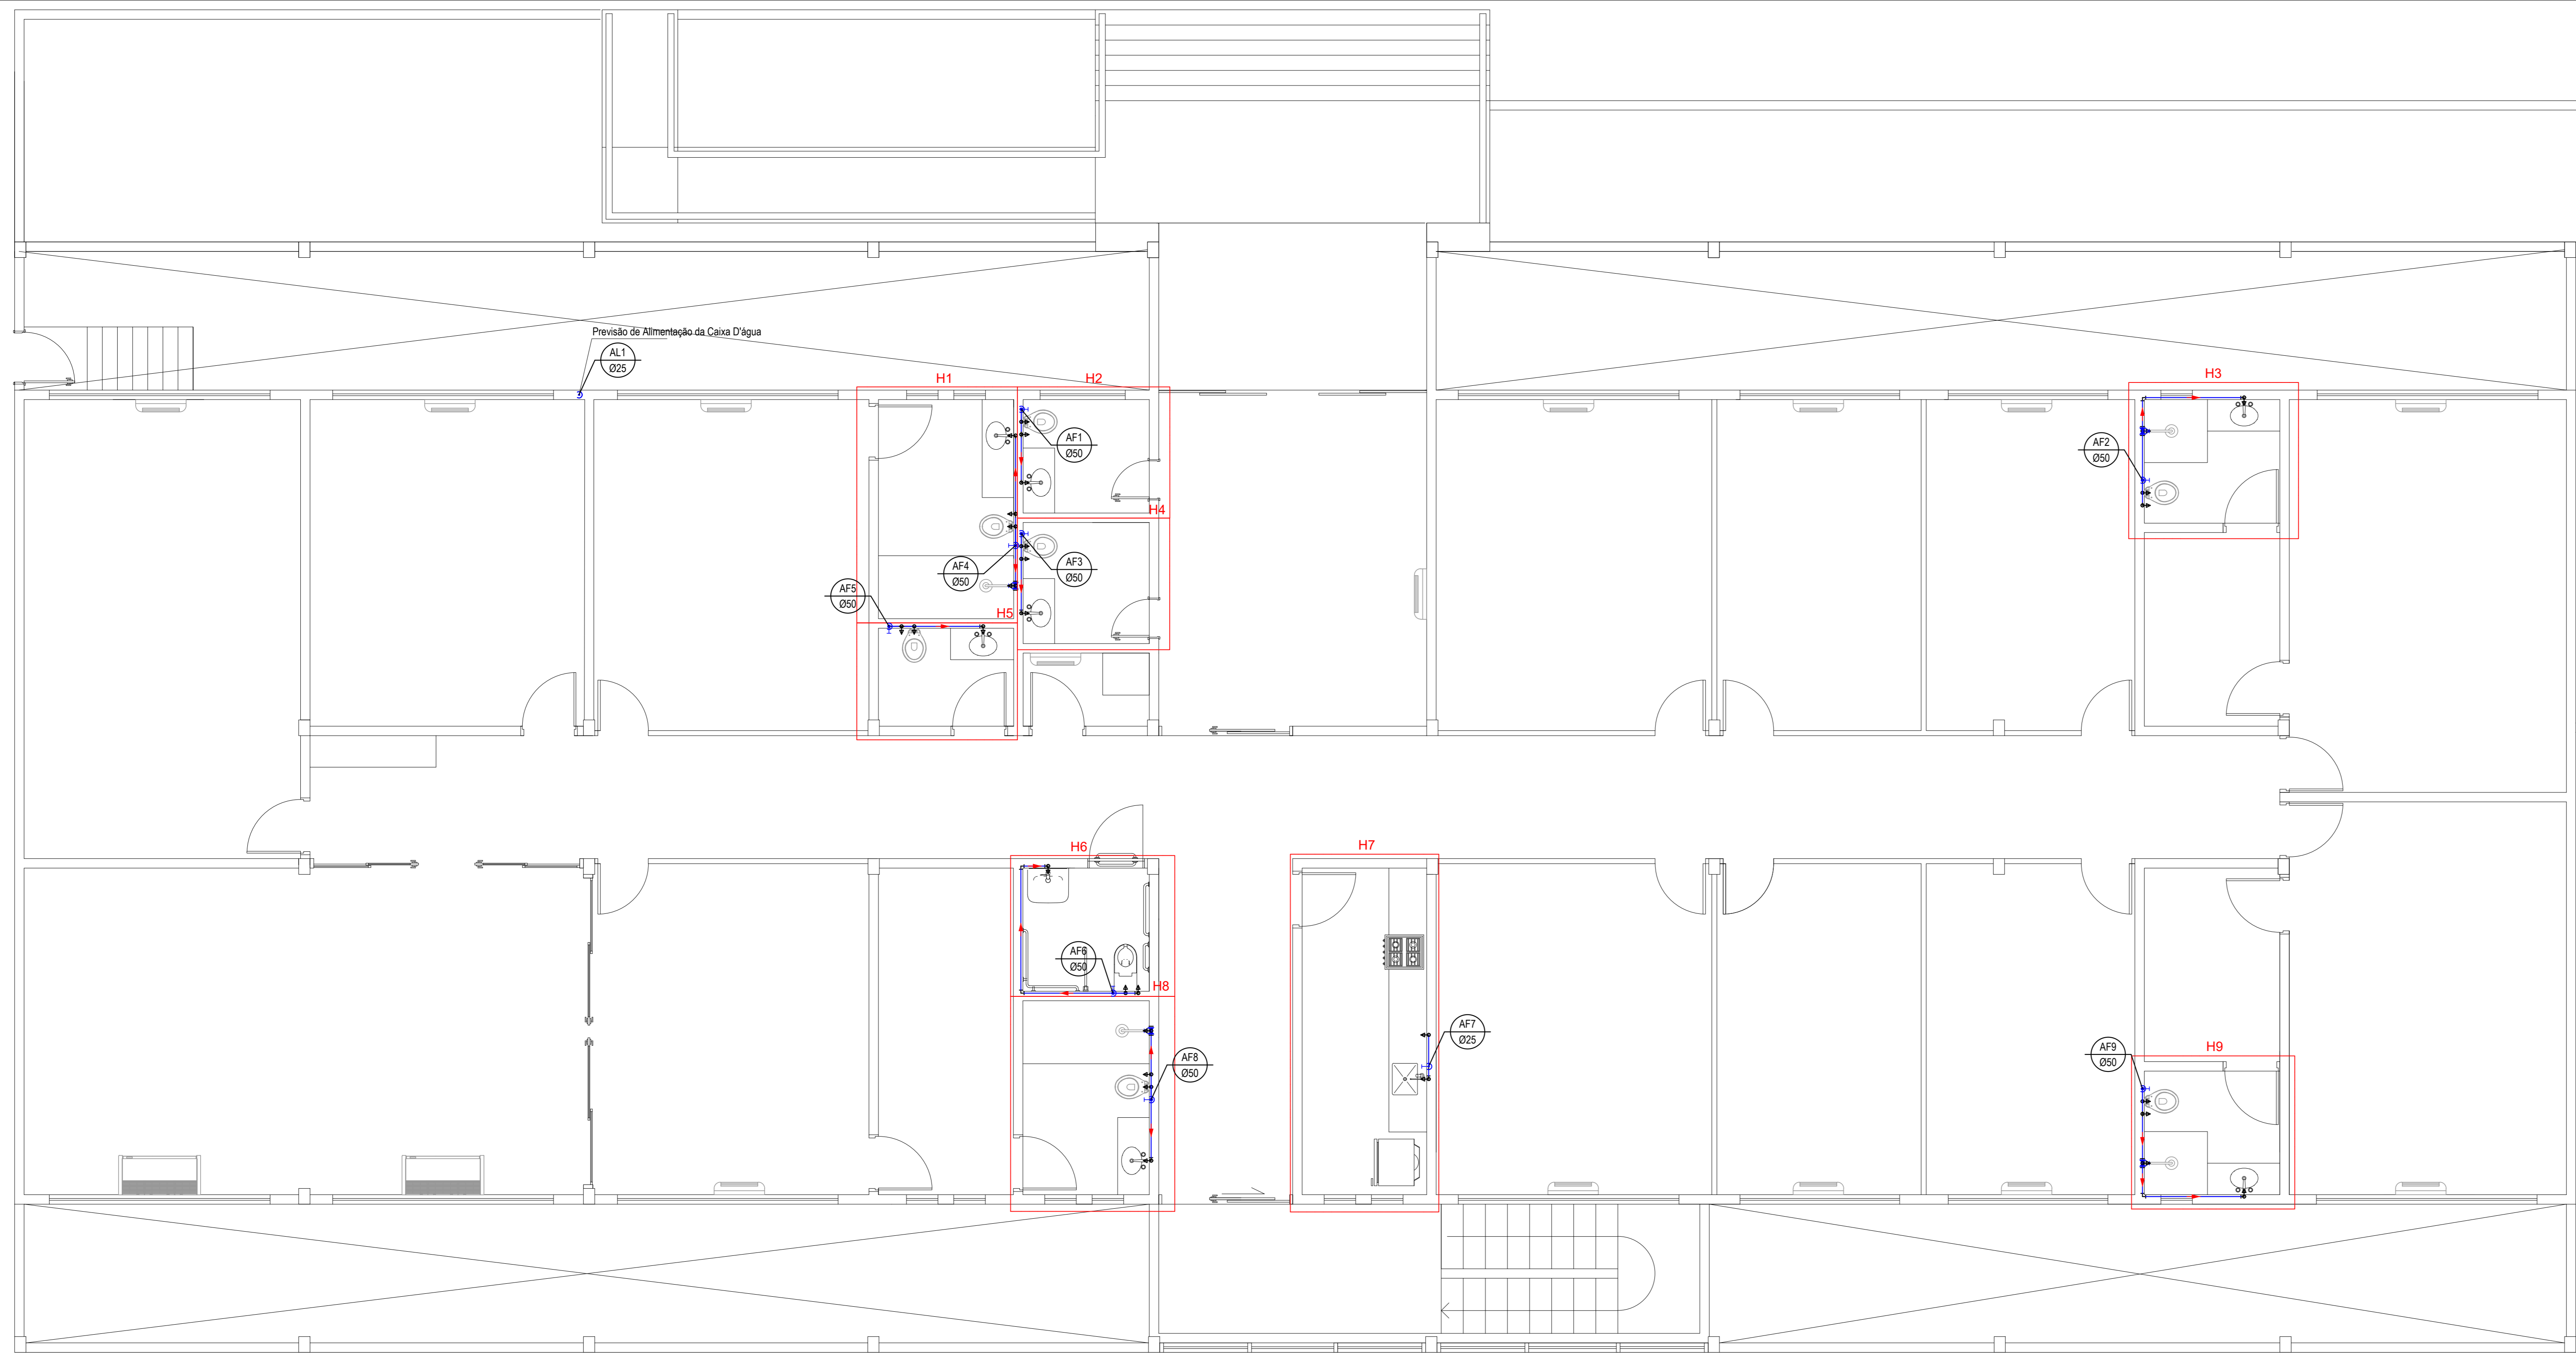 Previsão de Alimentação da Caixa D'água
AL1
Ø25
H1
H2
H3
AF1
Ø50
AF2
Ø50
H4
AF4
Ø50
AF3
Ø50
AF5
Ø50
H5
H6
H7
AF6
Ø50
H8
AF7
Ø25
AF8
Ø50
AF9
Ø50
H9